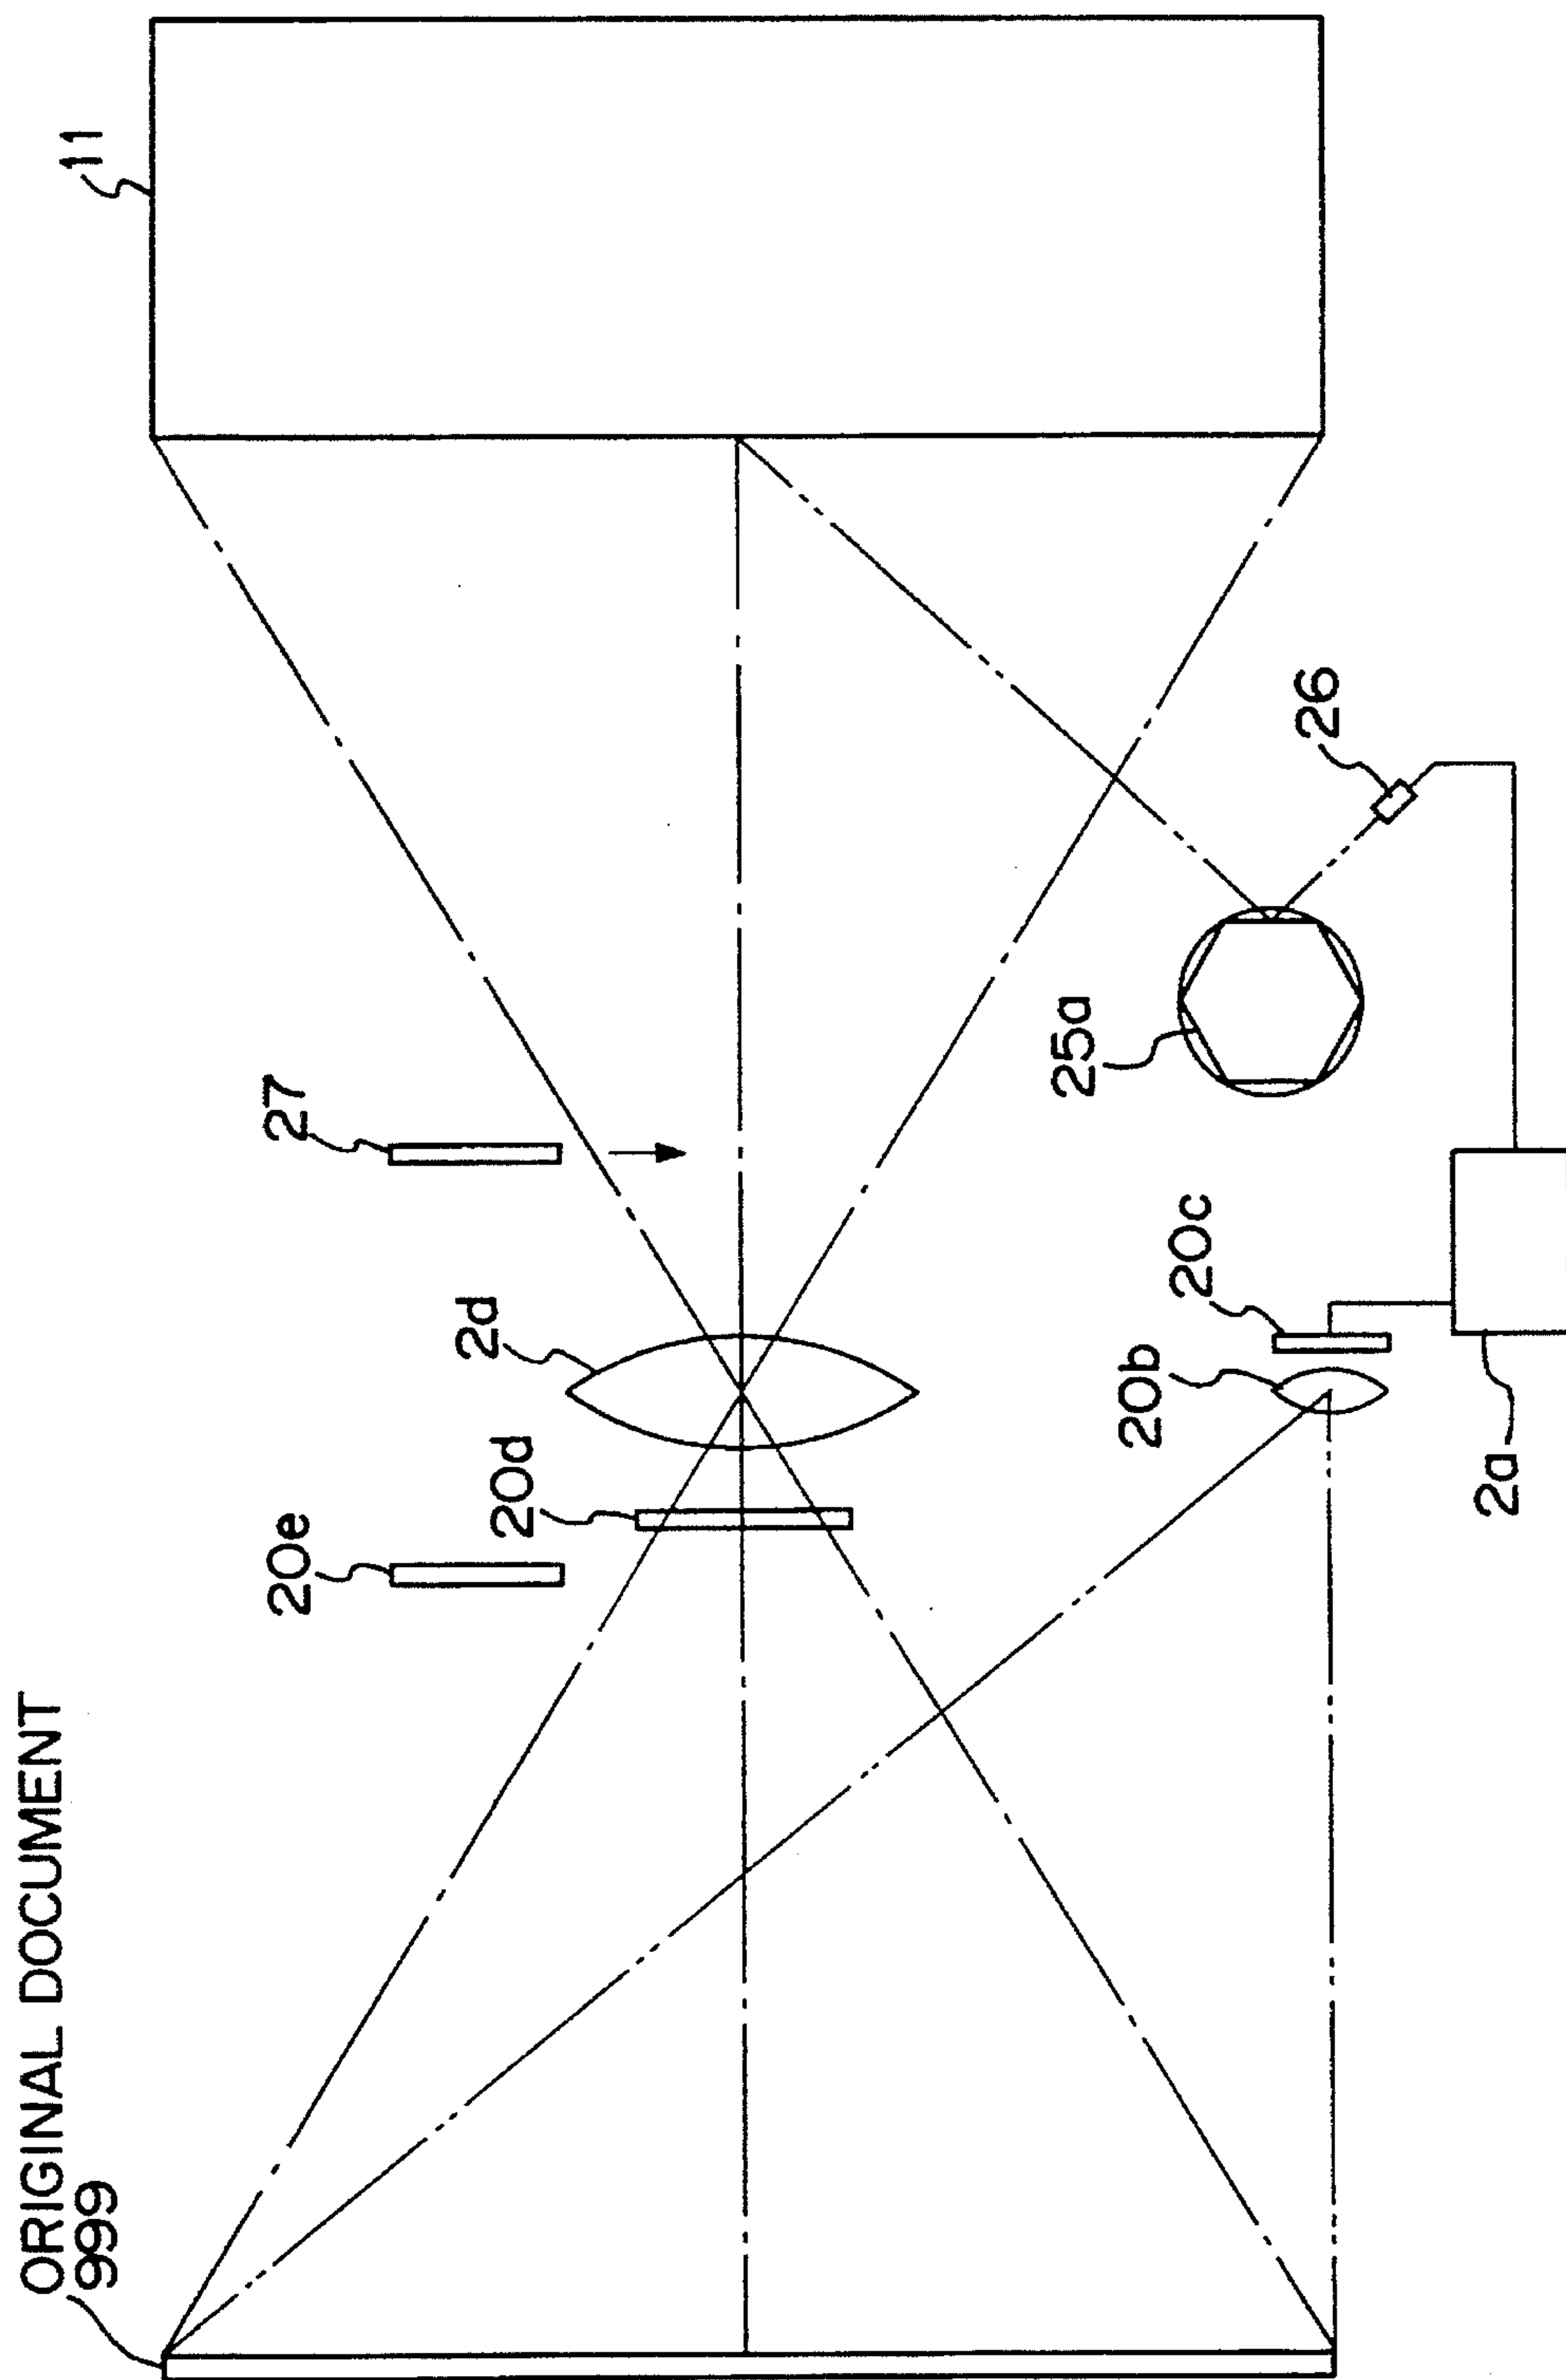 ORIGINAL DOCUMENT
999
11
27
20e
20d
2d
26
25a
20c
20b
2a